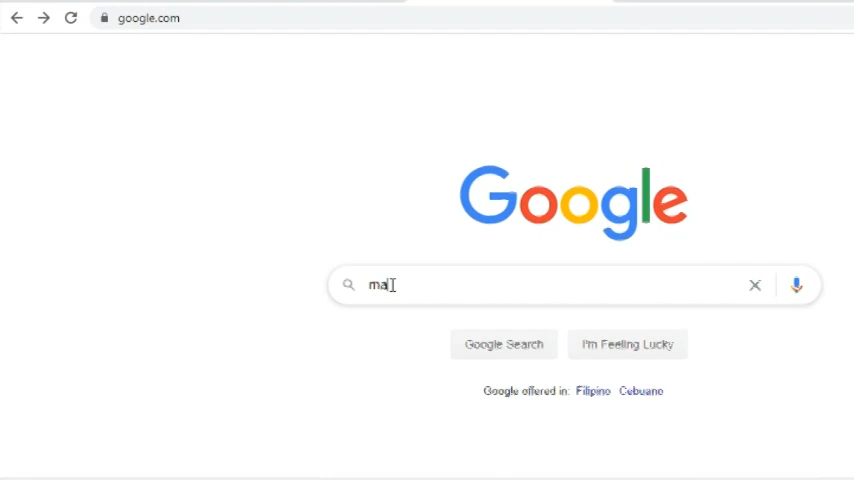 google.com
Google
ma
Google Search I'm Feeling Lucky
Google offered in: Filipino Cebuano